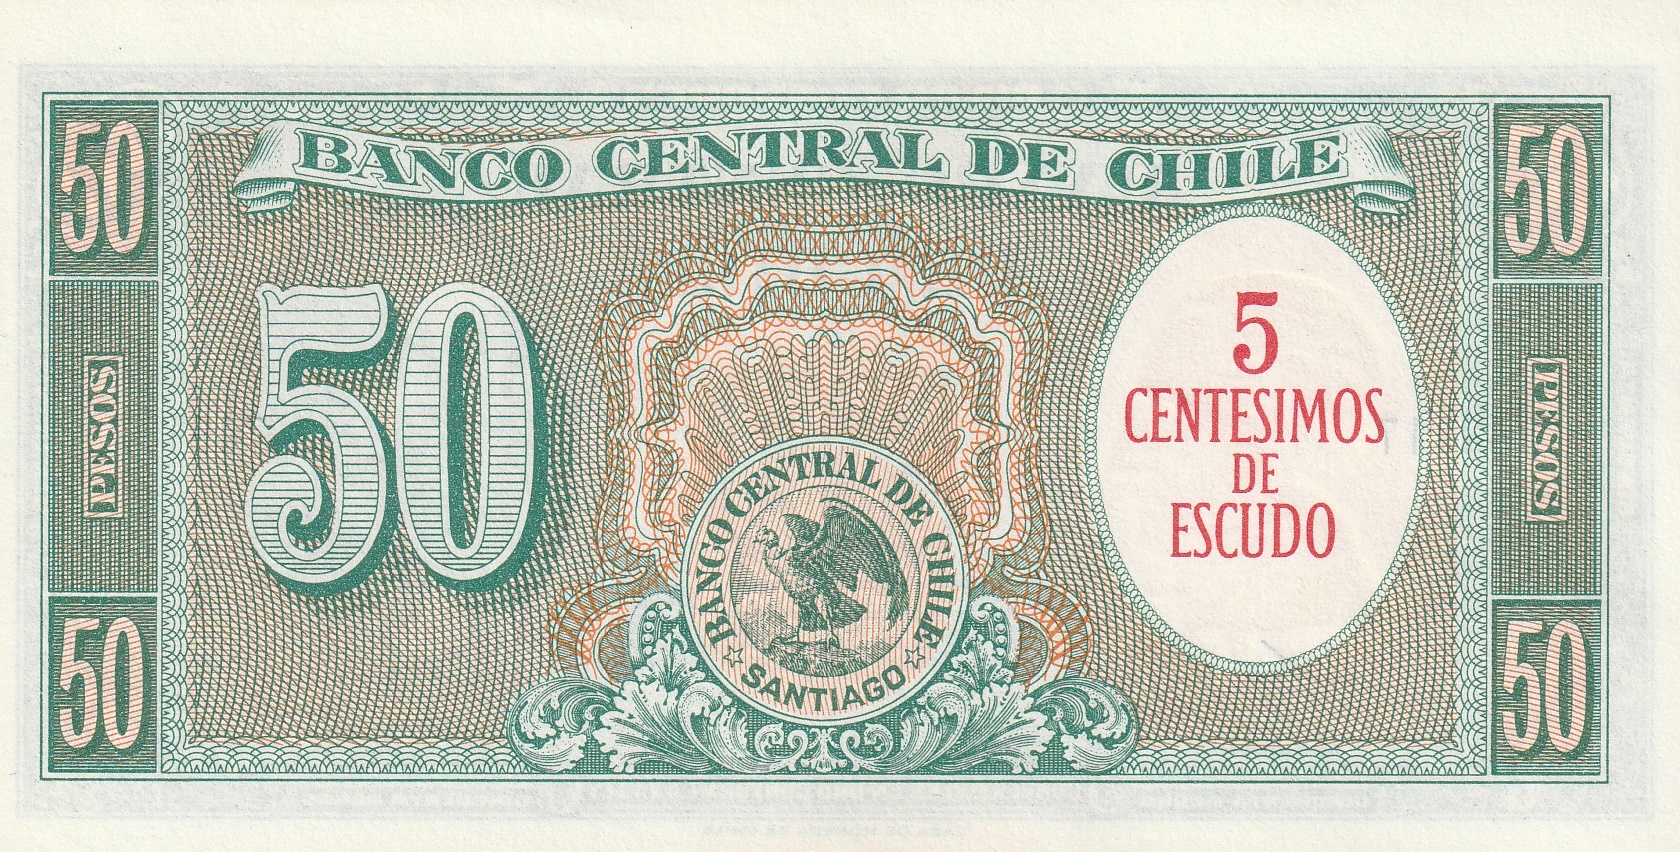 BANCO CENTRAL DE CHILE
50
50
PESOS
PESOS
50
5
CENTESIMOS
DE
ESCUDO
BANCO CENTRAL DE CHILE
☆ SANTIAGO ☆
50
50